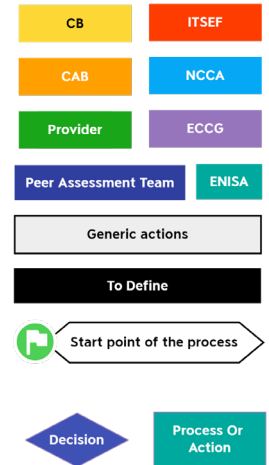 CB
ITSEF
CAB
NCCA
Provider
ECCG
Peer Assessment Team
ENISA
Generic actions
To Define
Start point of the process
Decision
Process Or
Action